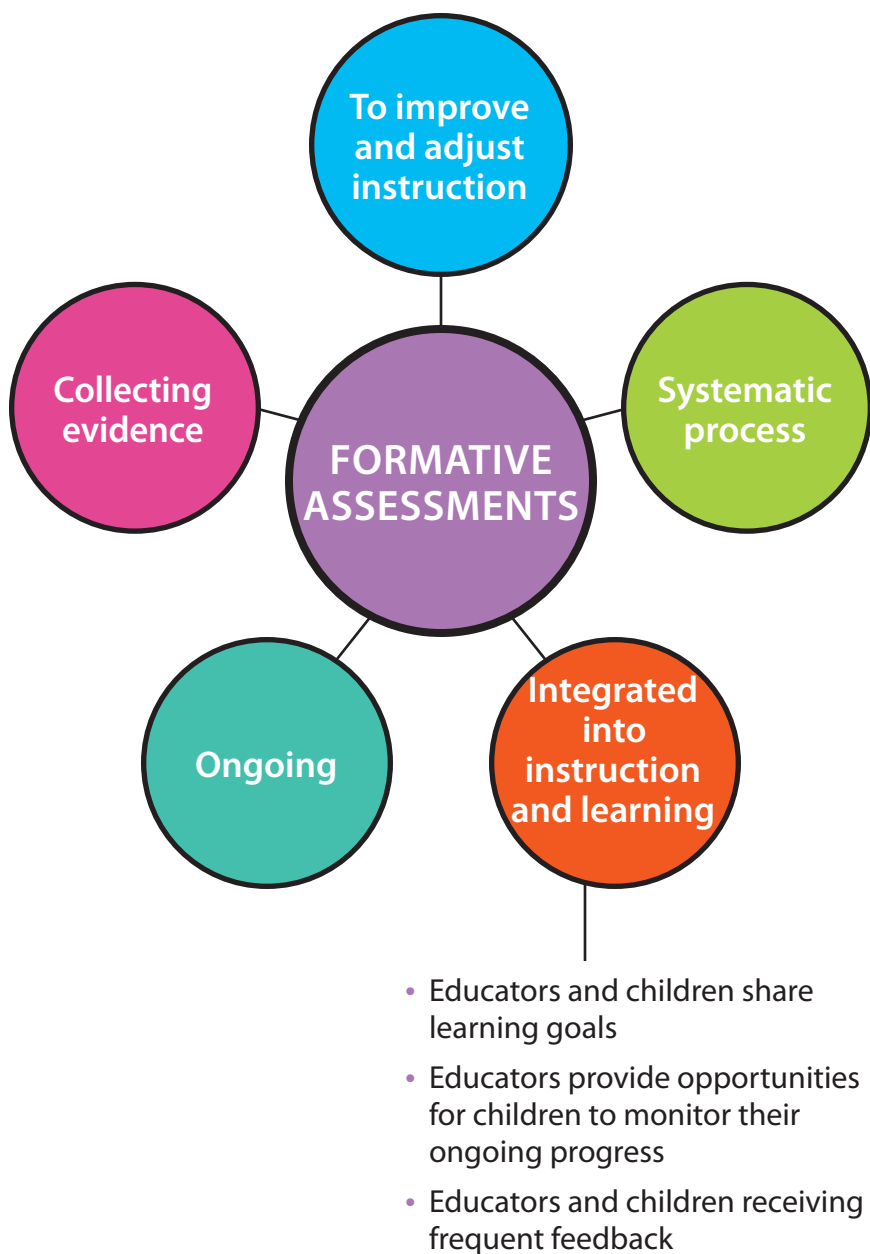 To improve
and adjust
instruction
Collecting
evidence
Systematic
process
FORMATIVE
ASSESSMENTS
Ongoing
Integrated
into
instruction
and learning
• Educators and children share
learning goals
• Educators provide opportunities
for children to monitor their
ongoing progress
• Educators and children receiving
frequent feedback